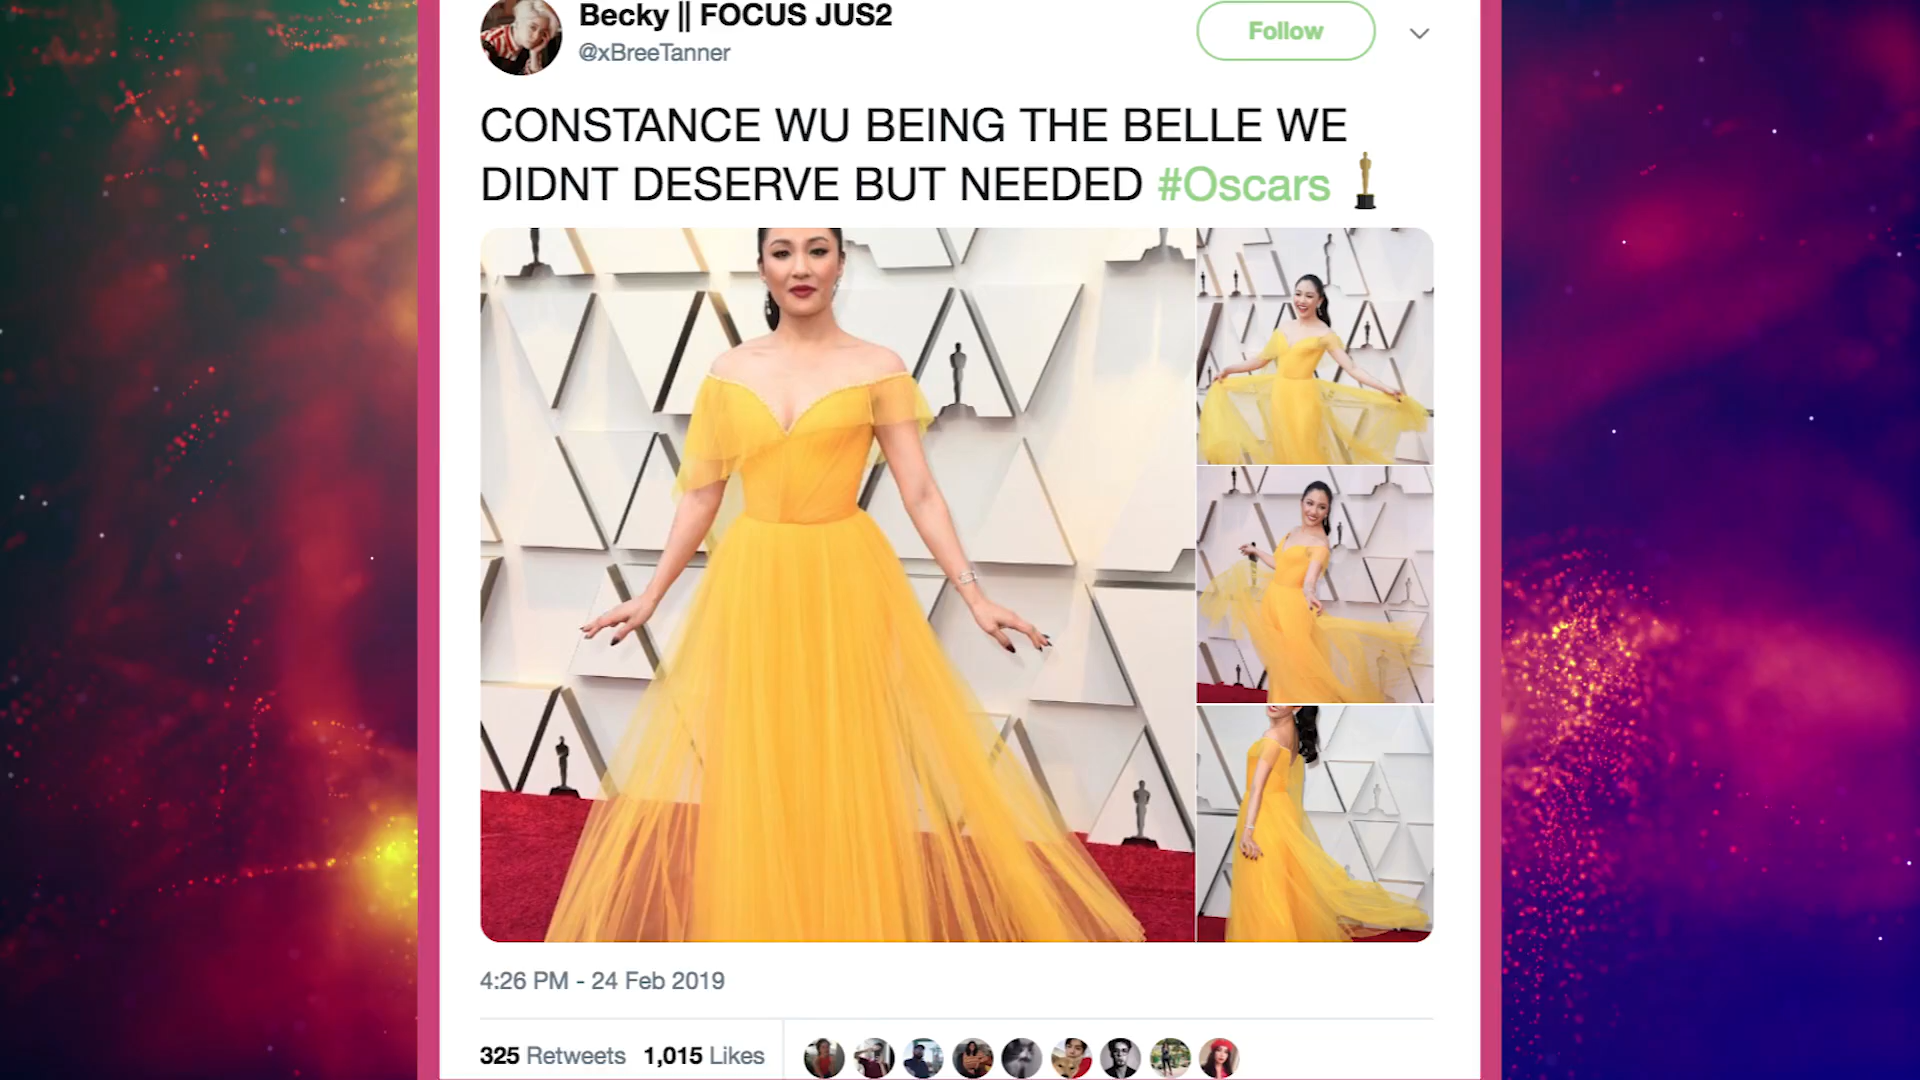 Becky || FOCUS JUS2
@xBreeTanner
Follow
CONSTANCE WU BEING THE BELLE WE
DIDNT DESERVE BUT NEEDED #Oscars
4:26 PM - 24 Feb 2019
325 Retweets 1,015 Likes